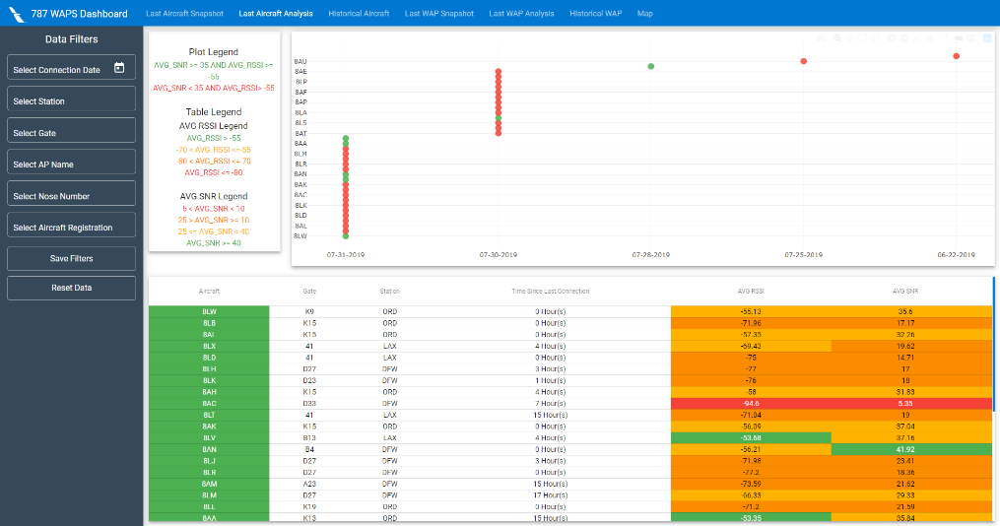 787 WAPS Dashboard
Last Aircraft Snapshot
Last Aircraft Analysis
Historical Aircraft
Last WAP Snapshot
Last WAP Analysis
Historical WAP
Map
Data Filters
Select Connection Date
Select Station
Select Gate
Select AP Name
Select Nose Number
Select Aircraft Registration
Save Filters
Reset Data
Plot Legend
AVG_SNR >= 35 AND AVG_RSSI >=
-55
AVG_SNR < 35 AND AVG_RSSI> -55
Table Legend
AVG RSSI Legend
AVG_RSSI > -55
-70 < AVG_RSSI <=-55
-80 < AVG_RSSI <=-70
AVG_RSSI <= -80
AVG SNR Legend
5 < AVG_SNR < 10
25 > AVG_SNR >= 10
25 <= AVG_SNR < 40
AVG_SNR >= 40
8AU
8AE
8LP
8AF
8AP
8LA
8LS
8AT
8AA
8LM
8LR
8AN
8AK
8AC
8LK
8LD
8AL
8LW
07-31-2019
07-30-2019
07-28-2019
07-25-2019
06-22-2019
Aircraft Gate Station Time Since Last Connection AVG RSSI AVG SNR
8LW K9 ORD 0 Hour(s) -55.13 35.6
8LB K15 ORD 0 Hour(s) -71.96 17.17
8AL K15 ORD 0 Hour(s) -57.35 32.26
8LX 41 LAX 4 Hour(s) -69.43 19.62
8LD 41 LAX 0 Hour(s) -75 14.71
8LH D27 DFW 3 Hour(s) -77 17
8LK D23 DFW 1 Hour(s) -76 18
8AH K15 ORD 4 Hour(s) -58 31.83
8AC D33 DFW 7 Hour(s) -94.6 5.35
8LT 41 LAX 15 Hour(s) -71.04 19
8AK K15 ORD 0 Hour(s) -56.09 37.04
8LV B13 LAX 4 Hour(s) -53.68 37.16
8AN B4 DFW 0 Hour(s) -56.21 41.92
8LJ D27 DFW 3 Hour(s) -71.98 23.41
8LR D27 DFW 0 Hour(s) -77.2 18.36
8AM A23 DFW 15 Hour(s) -73.59 21.62
8LM D27 DFW 17 Hour(s) -66.33 29.33
8LL K19 ORD 0 Hour(s) -71.2 21.59
8AA K13 ORD 15 Hour(s) -53.35 35.84